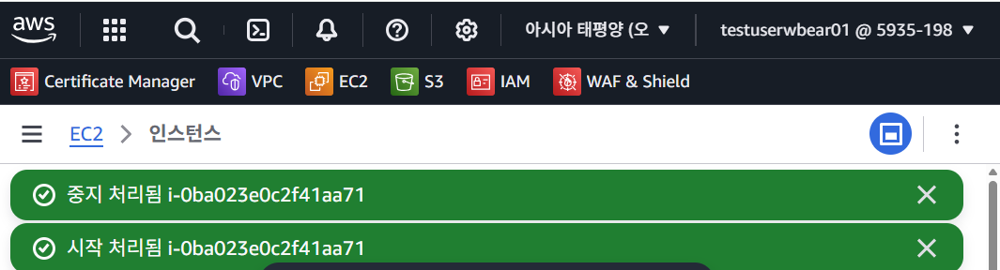 aws 아시아 태평양 (오 testuserwbear01 @ 5935-198
Certificate Manager VPC EC2 S3 IAM WAF & Shield
EC2 인스턴스
중지 처리됨 i-0ba023e0c2f41aa71
시작 처리됨 i-0ba023e0c2f41aa71